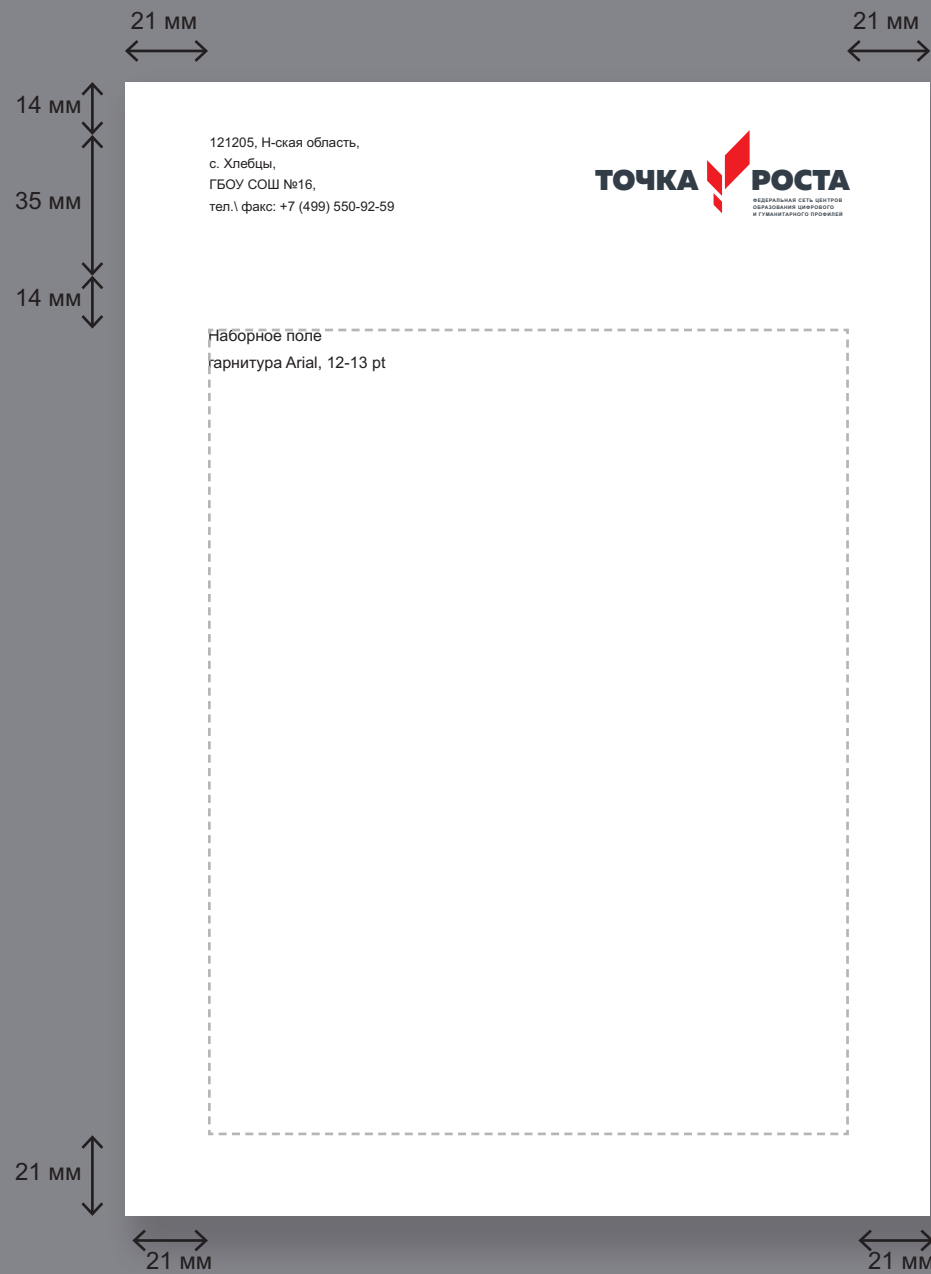 21 мм
21 мм
14 мм
35 мм
14 мм
121205, Н-ская область,
с. Хлебцы,
ГБОУ СОШ №16,
тел.\ факс: +7 (499) 550-92-59
ТОЧКА РОСТА
ФЕДЕРАЛЬНАЯ СЕТЬ ЦЕНТРОВ
ОБРАЗОВАНИЯ ЦИФРОВОГО
И ГУМАНИТАРНОГО ПРОФИЛЕЙ
Наборное поле
гарнитура Arial, 12-13 pt
21 мм
21 мм
21 мм